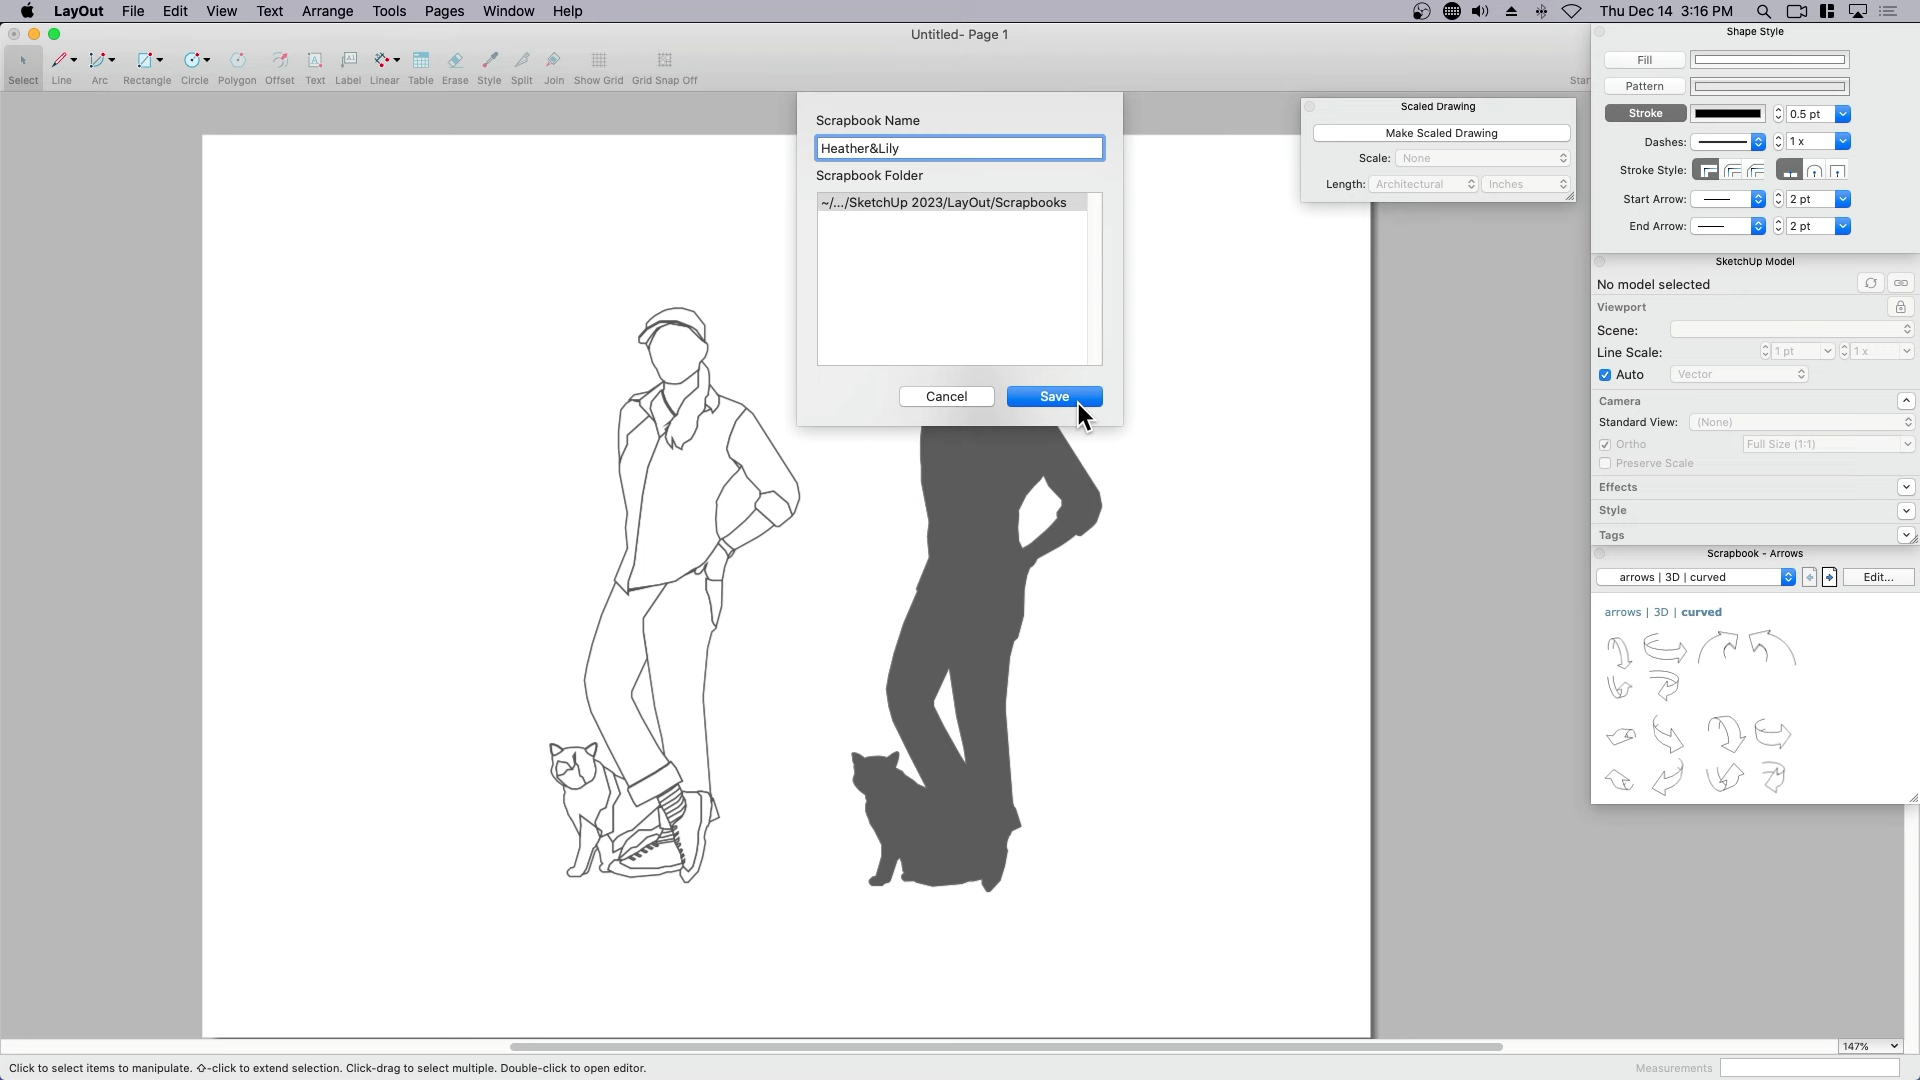 LayOut File Edit View Text Arrange Tools Pages Window Help Thu Dec 14 3:16 PM
Untitled- Page 1
Select Line Arc Rectangle Circle Polygon Offset Text Label Linear Table Erase Style Split Join Show Grid Grid Snap Off
Scrapbook Name
Heather&Lily
Scrapbook Folder
~/.../SketchUp 2023/LayOut/Scrapbooks
Cancel Save
Scaled Drawing
Make Scaled Drawing
Scale: None
Length: Architectural Inches
Shape Style
Fill
Pattern
Stroke 0.5 pt
Dashes: 1 x
Stroke Style:
Start Arrow: 2 pt
End Arrow: 2 pt
SketchUp Model
No model selected
Viewport
Scene:
Line Scale: 1 pt 1 x
Auto Vector
Camera
Standard View: (None)
Ortho Full Size (1:1)
Preserve Scale
Effects
Style
Tags
Scrapbook - Arrows
arrows | 3D | curved Edit...
arrows | 3D | curved
147%
Click to select items to manipulate. ⇧-click to extend selection. Click-drag to select multiple. Double-click to open editor. Measurements